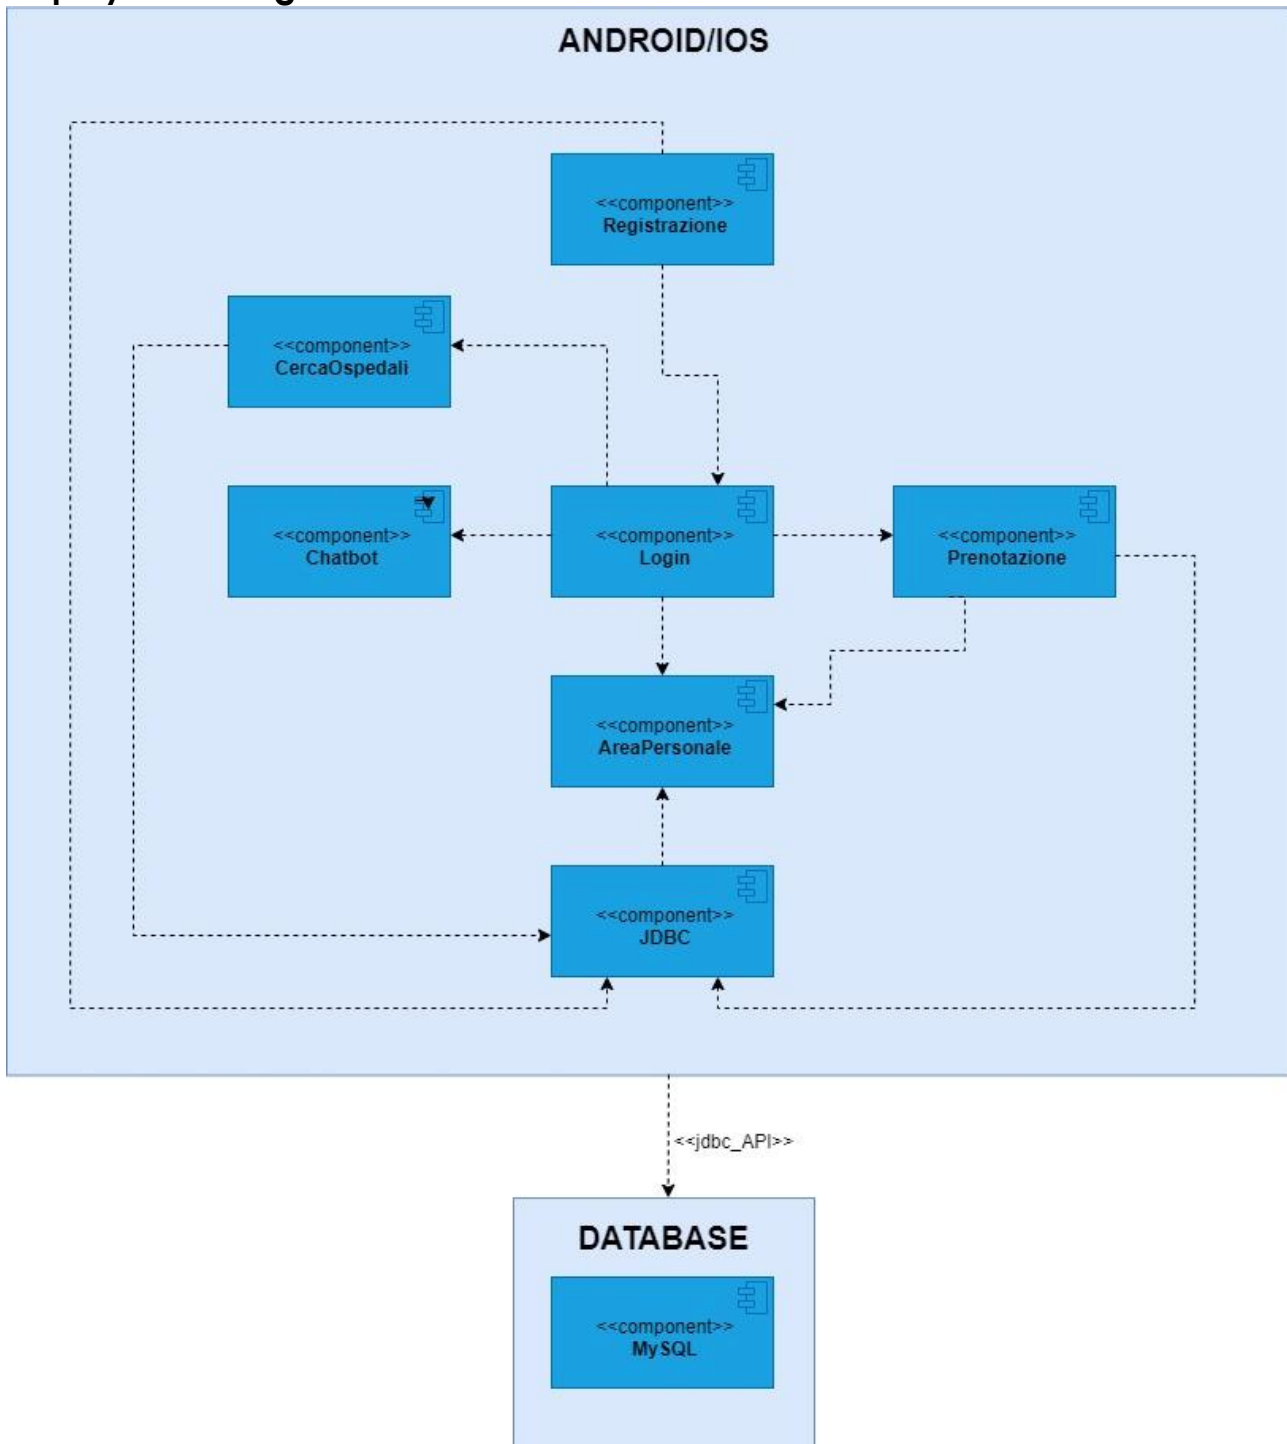 ANDROID/IOS
<<component>>
Registrazione
<<component>>
CercaOspedali
<<component>>
Chatbot
<<component>>
Login
<<component>>
Prenotazione
<<component>>
AreaPersonale
<<component>>
JDBC
<<jdbc_API>>
DATABASE
<<component>>
MySQL